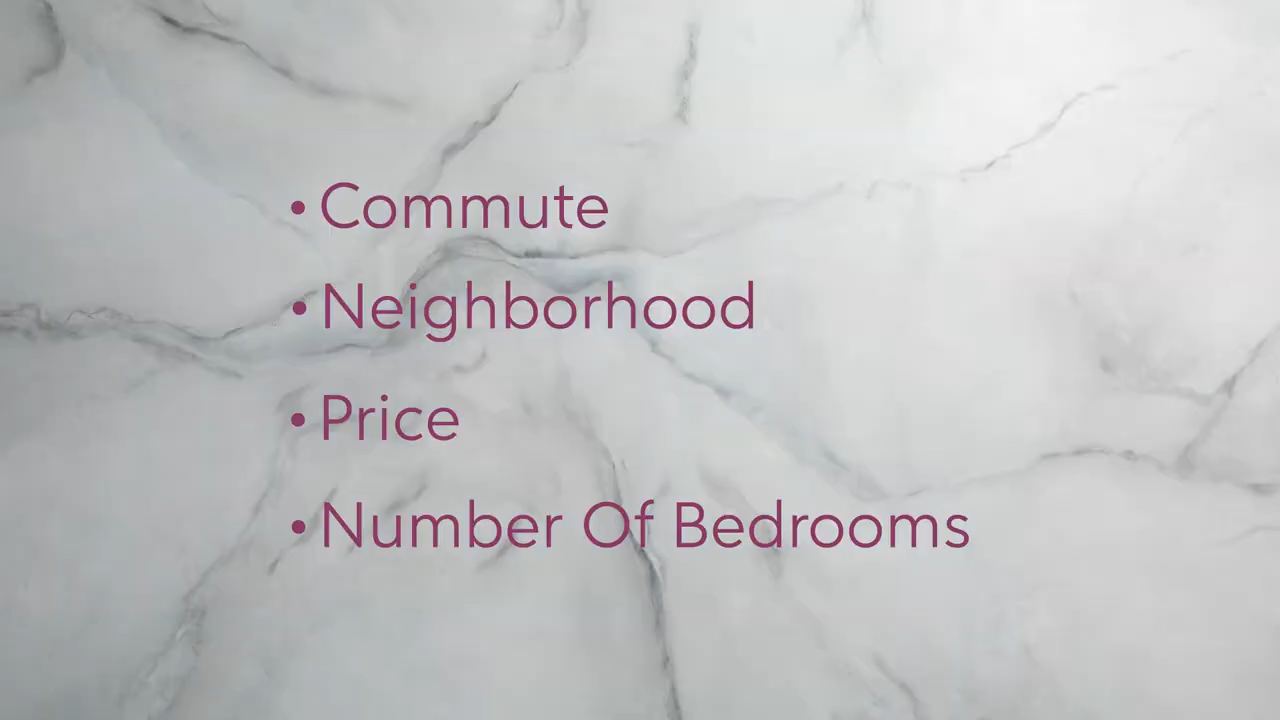 • Commute
• Neighborhood
• Price
• Number Of Bedrooms